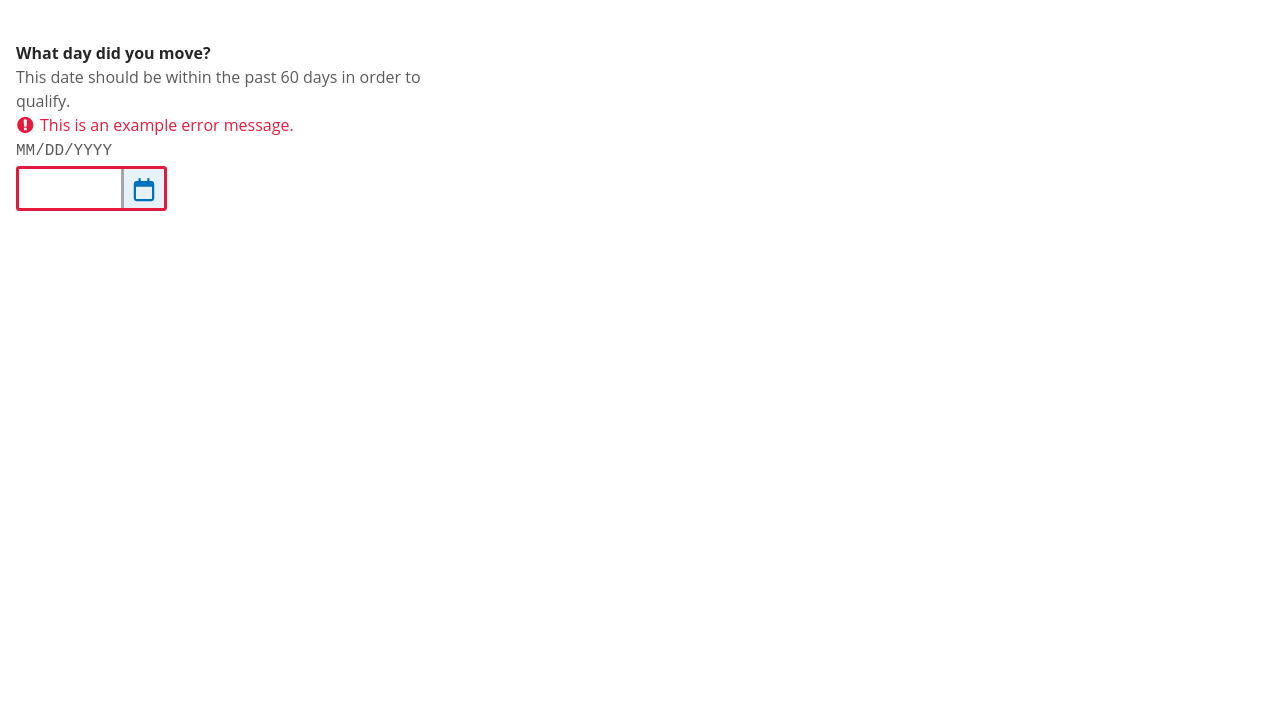 What day did you move?
This date should be within the past 60 days in order to
qualify.
This is an example error message.
MM/DD/YYYY